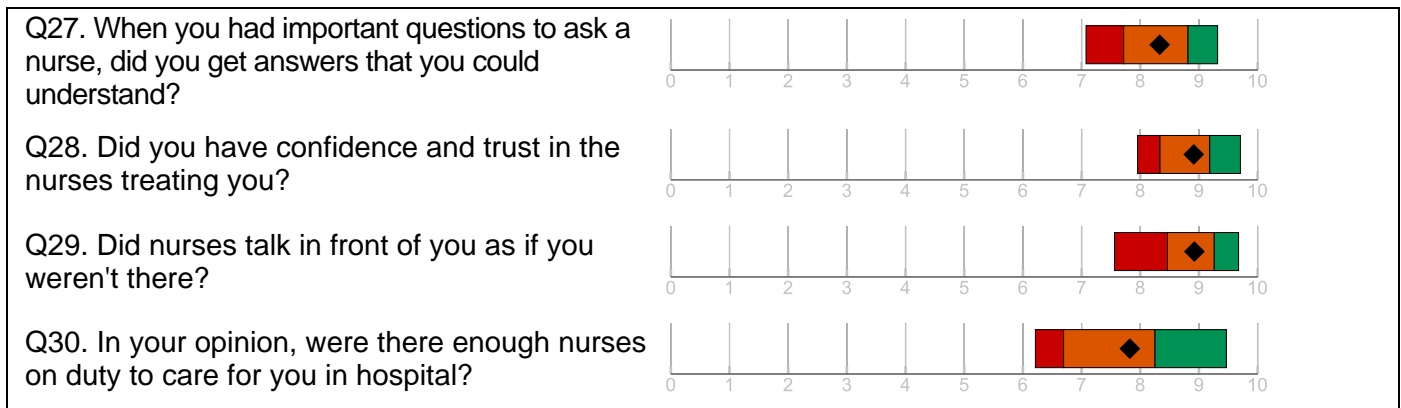 Q27. When you had important questions to ask a
nurse, did you get answers that you could
understand?
0 1 2 3 4 5 6 7 8 9 10
Q28. Did you have confidence and trust in the
nurses treating you?
0 1 2 3 4 5 6 7 8 9 10
Q29. Did nurses talk in front of you as if you
weren't there?
0 1 2 3 4 5 6 7 8 9 10
Q30. In your opinion, were there enough nurses
on duty to care for you in hospital?
0 1 2 3 4 5 6 7 8 9 10